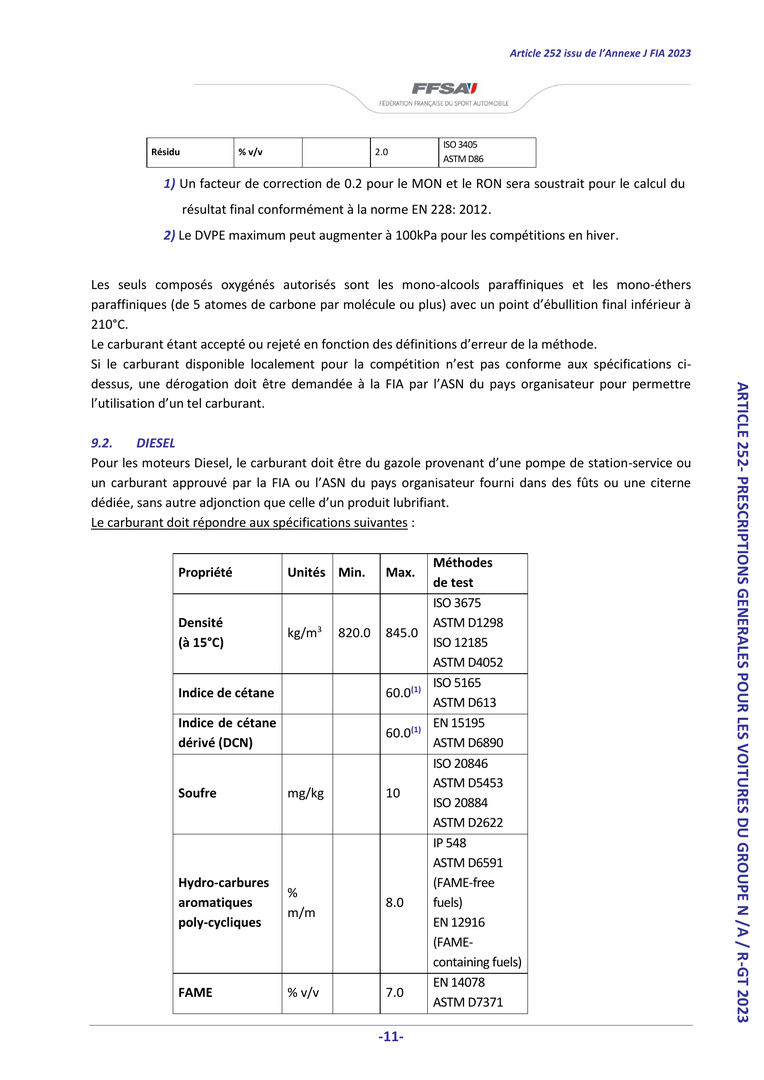 Article 252 issu de l'Annexe J FIA 2023
FFSA
FÉDÉRATION FRANÇAISE DU SPORT AUTOMOBILE
Résidu % v/v 2.0 ISO 3405
ASTM D86
1) Un facteur de correction de 0.2 pour le MON et le RON sera soustrait pour le calcul du
résultat final conformément à la norme EN 228: 2012.
2) Le DVPE maximum peut augmenter à 100kPa pour les compétitions en hiver.
Les seuls composés oxygénés autorisés sont les mono-alcools paraffiniques et les mono-éthers
paraffiniques (de 5 atomes de carbone par molécule ou plus) avec un point d'ébullition final inférieur à
210°C.
Le carburant étant accepté ou rejeté en fonction des définitions d'erreur de la méthode.
Si le carburant disponible localement pour la compétition n'est pas conforme aux spécifications ci-
dessus, une dérogation doit être demandée à la FIA par l'ASN du pays organisateur pour permettre
l'utilisation d'un tel carburant.
9.2. DIESEL
Pour les moteurs Diesel, le carburant doit être du gazole provenant d'une pompe de station-service ou
un carburant approuvé par la FIA ou l'ASN du pays organisateur fourni dans des fûts ou une citerne
dédiée, sans autre adjonction que celle d'un produit lubrifiant.
Le carburant doit répondre aux spécifications suivantes :
Propriété Unités Min. Max. Méthodes
de test
Densité
(à 15°C) kg/m³ 820.0 845.0 ISO 3675
ASTM D1298
ISO 12185
ASTM D4052
Indice de cétane 60.0(1) ISO 5165
ASTM D613
Indice de cétane
dérivé (DCN) 60.0(1) EN 15195
ASTM D6890
Soufre mg/kg 10 ISO 20846
ASTM D5453
ISO 20884
ASTM D2622
Hydro-carbures
aromatiques
poly-cycliques %
m/m 8.0 IP 548
ASTM D6591
(FAME-free
fuels)
EN 12916
(FAME-
containing fuels)
FAME % v/v 7.0 EN 14078
ASTM D7371
-11-
ARTICLE 252- PRESCRIPTIONS GENERALES POUR LES VOITURES DU GROUPE N /A / R-GT 2023